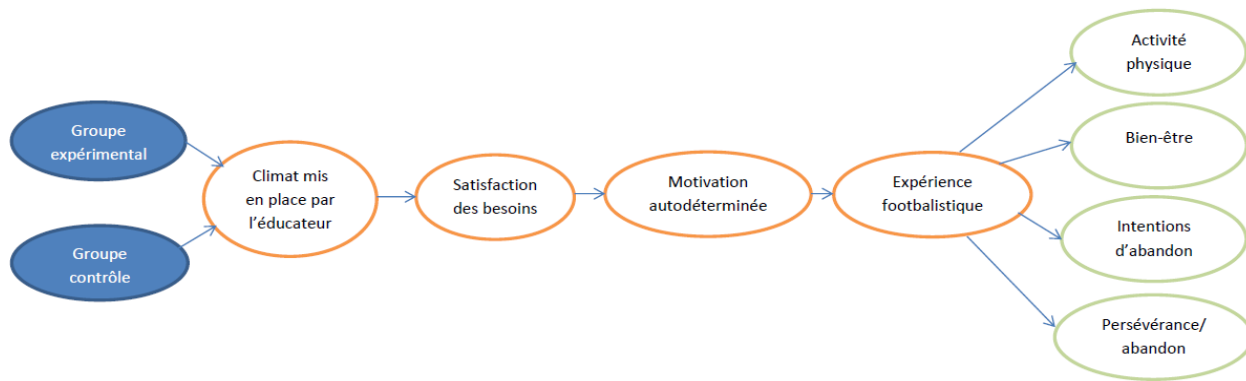 Groupe
expérimental
Groupe
contrôle
Climat mis
en place par
l'éducateur
Satisfaction
des besoins
Motivation
autodéterminée
Expérience
footbalistique
Activité
physique
Bien-être
Intentions
d'abandon
Persévérance/
abandon